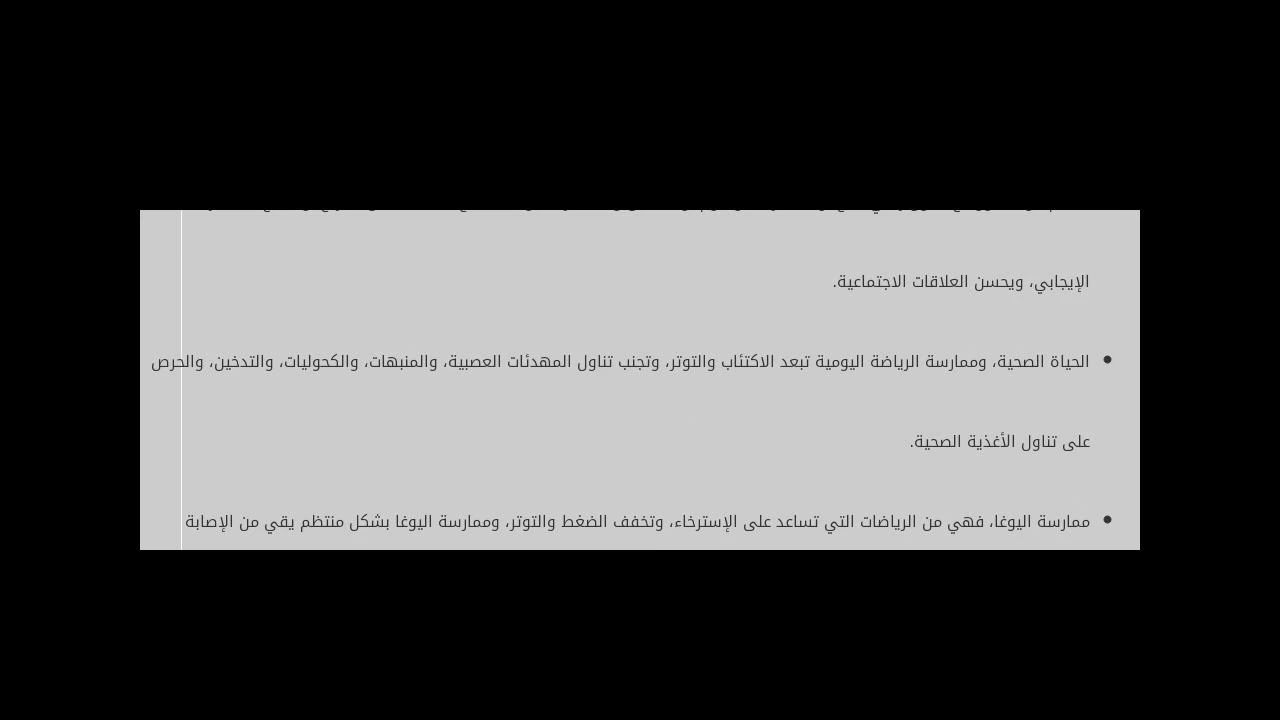 الإيجابي، ويحسن العلاقات الاجتماعية.
• الحياة الصحية، وممارسة الرياضة اليومية تبعد الاكتئاب والتوتر، وتجنب تناول المهدئات العصبية، والمنبهات، والكحوليات، والتدخين، والحرص
على تناول الأغذية الصحية.
• ممارسة اليوغا، فهي من الرياضات التي تساعد على الإسترخاء، وتخفف الضغط والتوتر، وممارسة اليوغا بشكل منتظم يقي من الإصابة